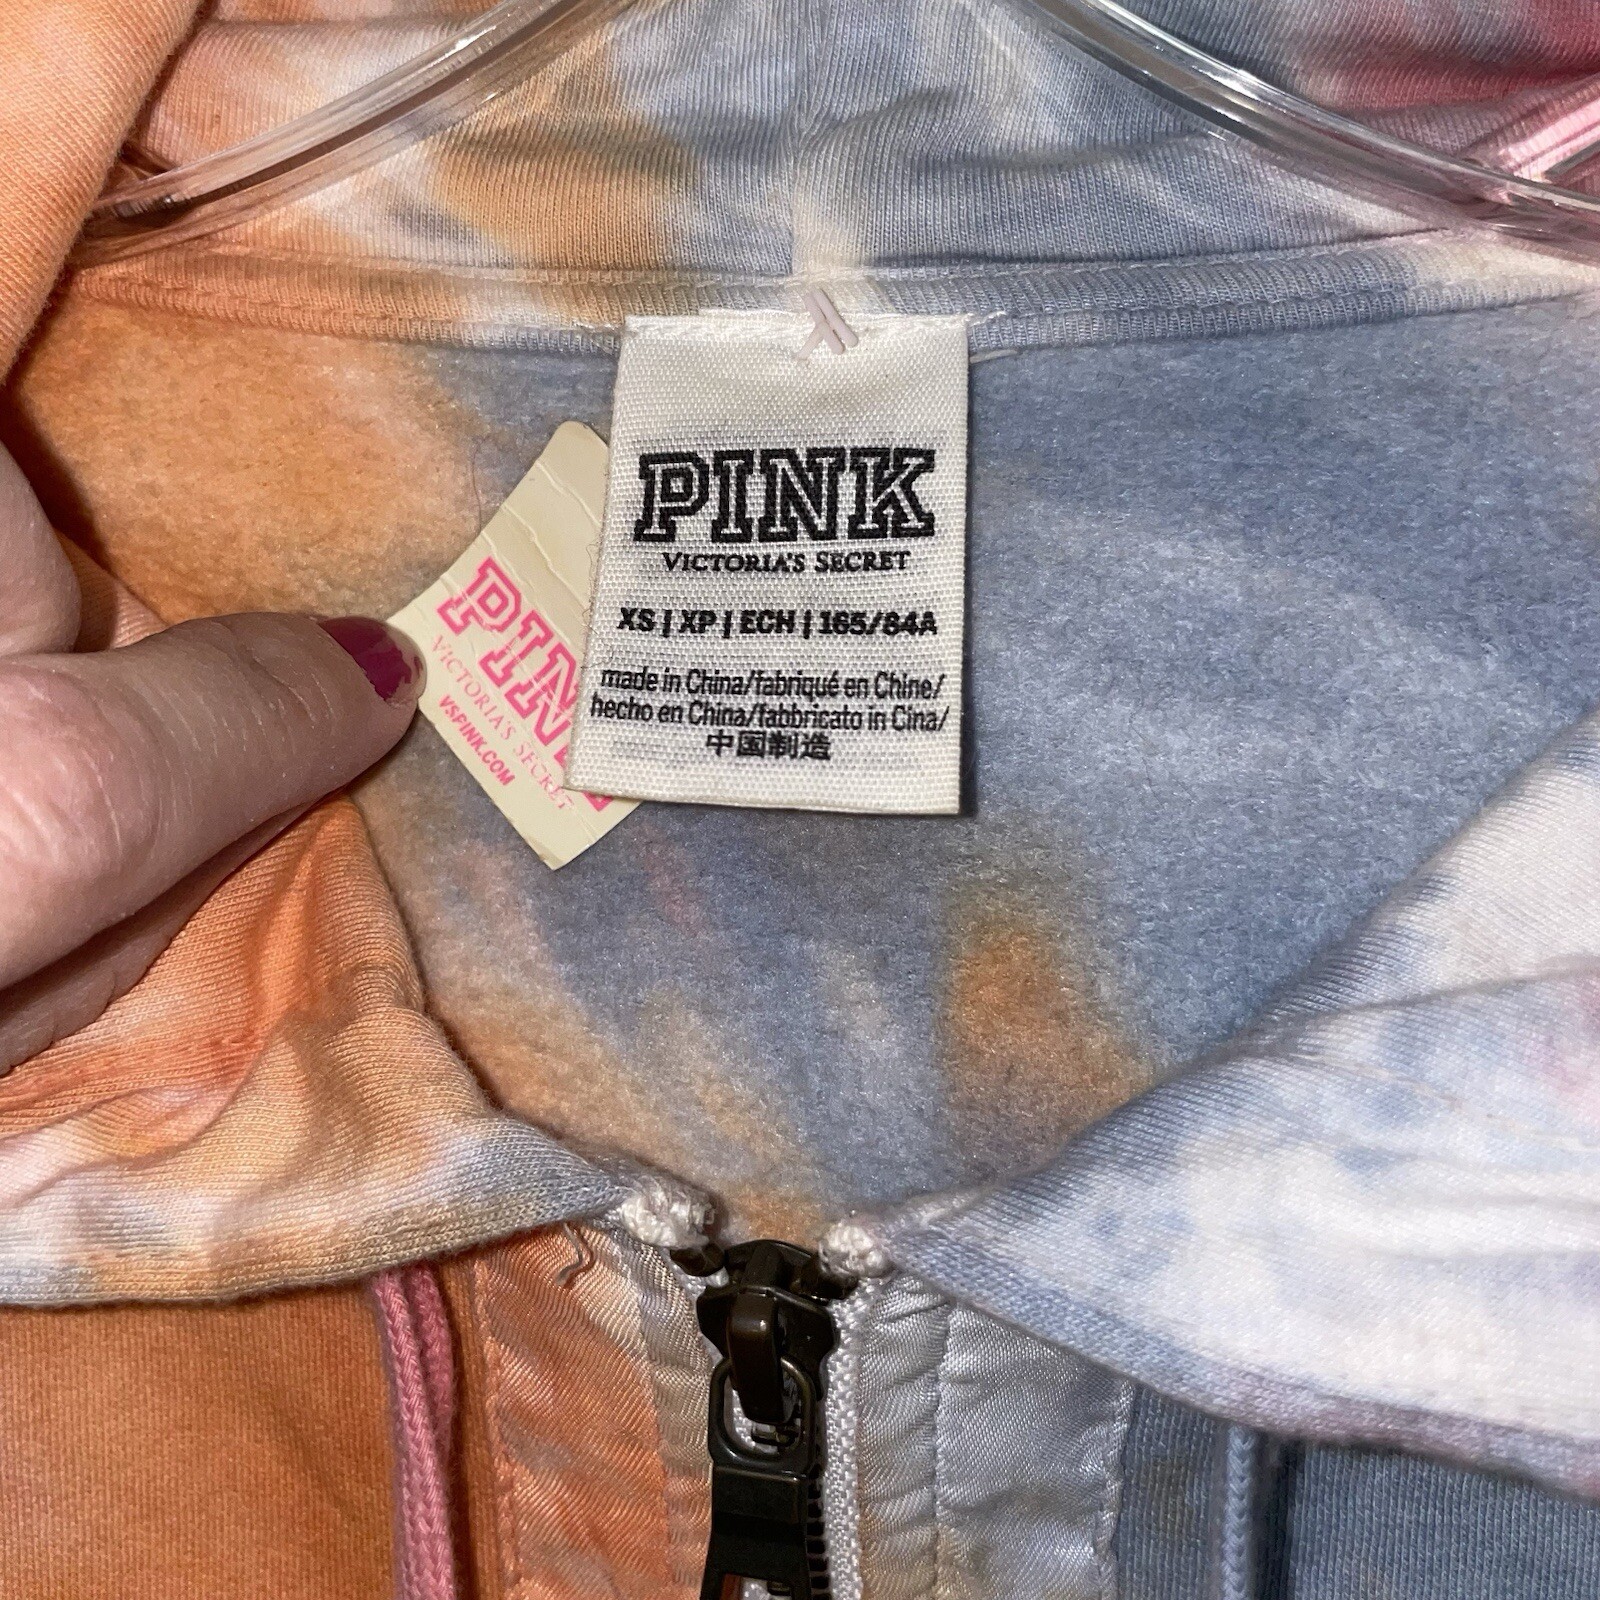 PINK
VICTORIA'S SECRET
XS | XP | ECH | 165/84A
made in China/fabriqué en Chine/
hecho en China/fabbricato in Cina/
中国制造
PINK
VICTORIA'S SECRET
VSPINK.COM